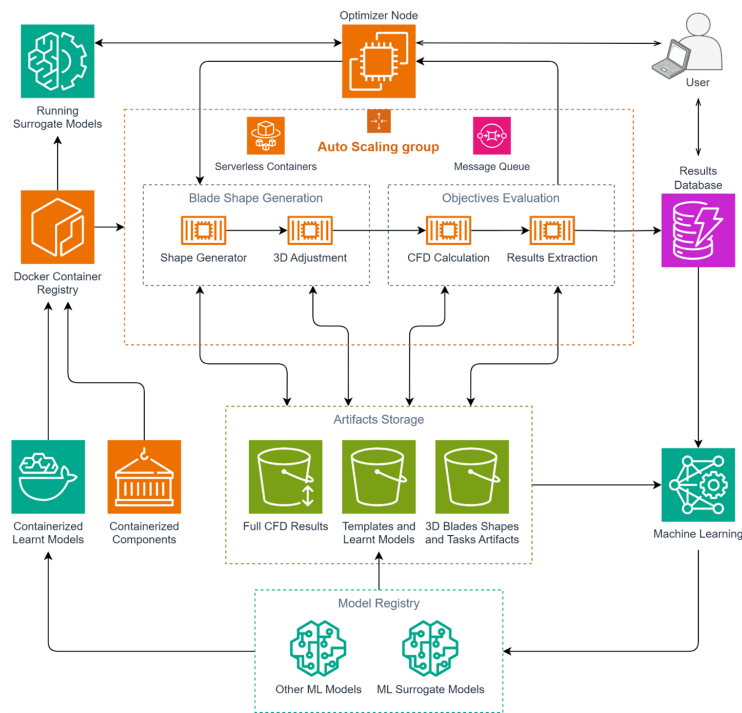 Optimizer Node
User
Running
Surrogate Models
Auto Scaling group
Serverless Containers
Message Queue
Results
Database
Blade Shape Generation
Objectives Evaluation
Shape Generator
3D Adjustment
CFD Calculation
Results Extraction
Docker Container
Registry
Artifacts Storage
Full CFD Results
Templates and
Learnt Models
3D Blades Shapes
and Tasks Artifacts
Containerized
Learnt Models
Containerized
Components
Machine Learning
Model Registry
Other ML Models
ML Surrogate Models